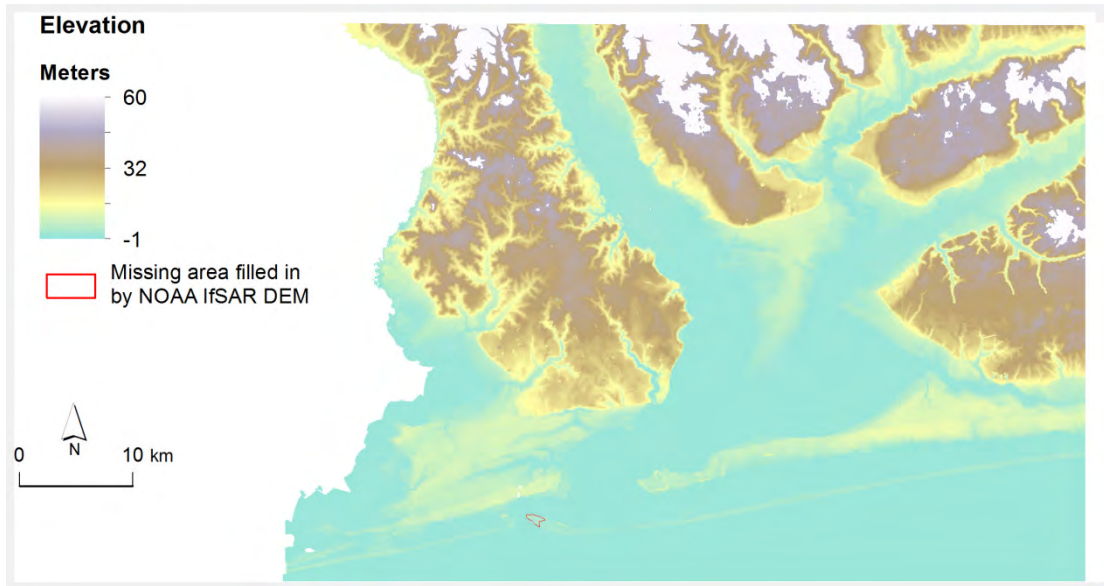 Elevation
Meters
60
32
-1
Missing area filled in
by NOAA IfSAR DEM
N
0 10 km